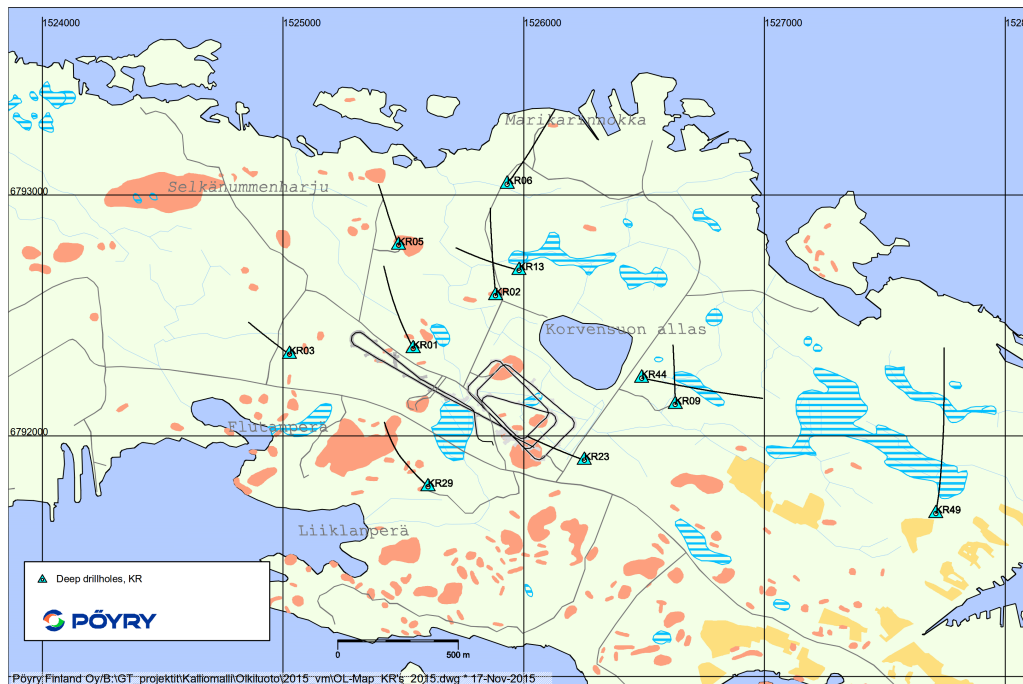 1524000
1525000
1526000
1527000
Marikarinnokka
KR06
Selkänummenharju
6793000
KR05
KR13
KR02
Korvensuon allas
KR01
KR03
KR44
KR09
Flutanperä
6792000
KR23
KR29
KR49
Liiklanperä
Deep drillholes, KR
PÖYRY
0
500 m
Pöyry Finland Oy/B:\GT_projektit\Kalliomalli\Olkiluoto\2015_vm\OL-Map_KR's_2015.dwg * 17-Nov-2015